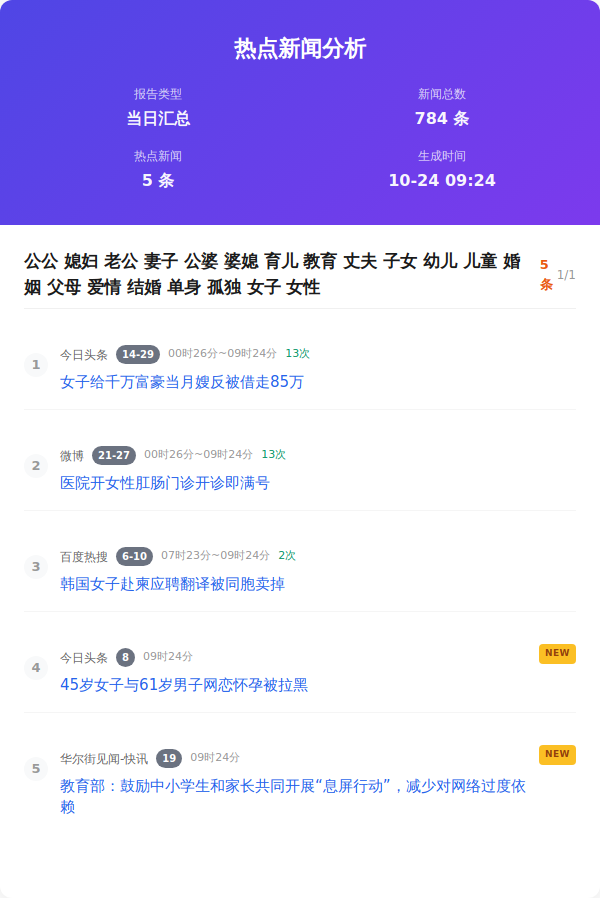 热点新闻分析
报告类型
新闻总数
当日汇总
784 条
热点新闻
生成时间
5 条
10-24 09:24
公公 媳妇 老公 妻子 公婆 婆媳 育儿 教育 丈夫 子女 幼儿 儿童 婚
姻 父母 爱情 结婚 单身 孤独 女子 女性
5
条
1/1
1
今日头条 14-29 00时26分~09时24分 13次
女子给千万富豪当月嫂反被借走85万
2
微博 21-27 00时26分~09时24分 13次
医院开女性肛肠门诊开诊即满号
3
百度热搜 6-10 07时23分~09时24分 2次
韩国女子赴柬应聘翻译被同胞卖掉
4
今日头条 8 09时24分
NEW
45岁女子与61岁男子网恋怀孕被拉黑
5
华尔街见闻-快讯 19 09时24分
NEW
教育部：鼓励中小学生和家长共同开展“息屏行动”，减少对网络过度依
赖